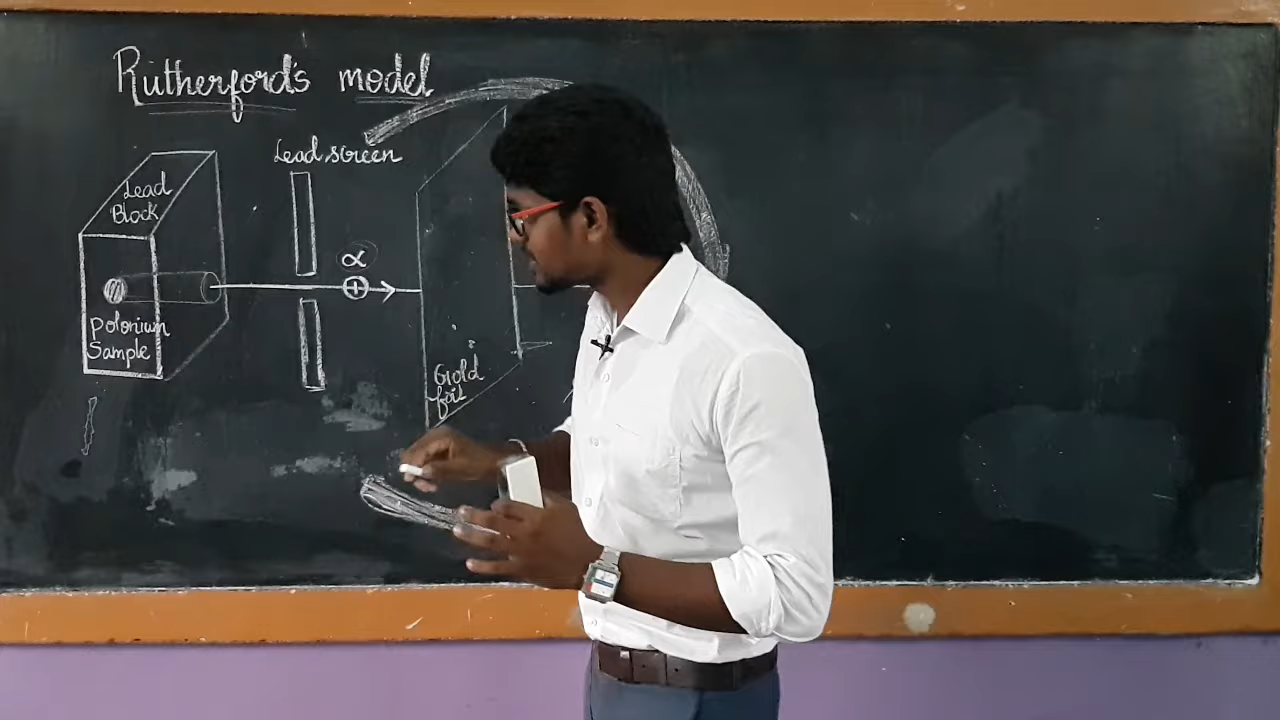 Rutherford's model
Lead screen
Lead
Block
α
+
Polonium
Sample
Gold
foil